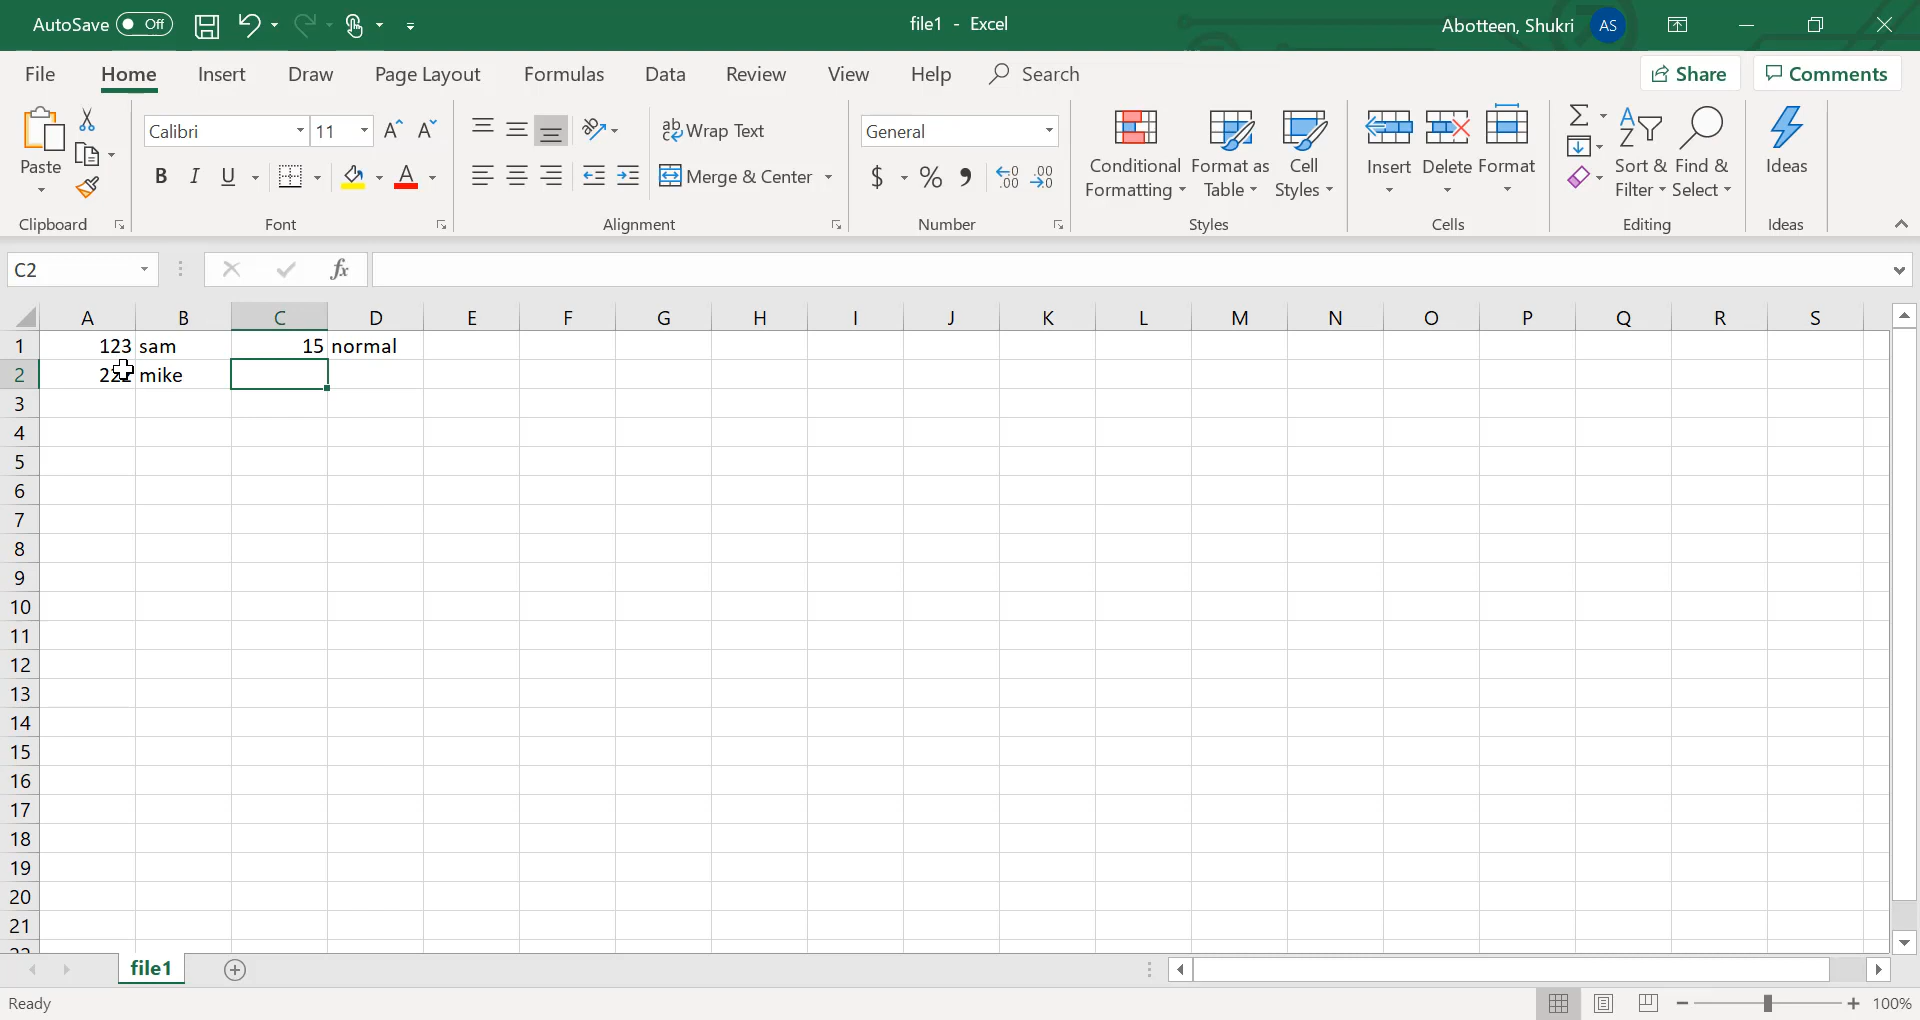 AutoSave Off file1 - Excel Abotteen, Shukri AS
File Home Insert Draw Page Layout Formulas Data Review View Help Search Share Comments
Paste Calibri 11 ab Wrap Text General Conditional Formatting Format as Table Cell Styles Insert Delete Format Sort & Filter Find & Select Ideas
B I U A Merge & Center $ % , .00 .00
Clipboard Font Alignment Number Styles Cells Editing Ideas
C2 fx
A B C D E F G H I J K L M N O P Q R S
1 123 sam 15 normal
2 mike
3
4
5
6
7
8
9
10
11
12
13
14
15
16
17
18
19
20
21
file1
Ready 100%